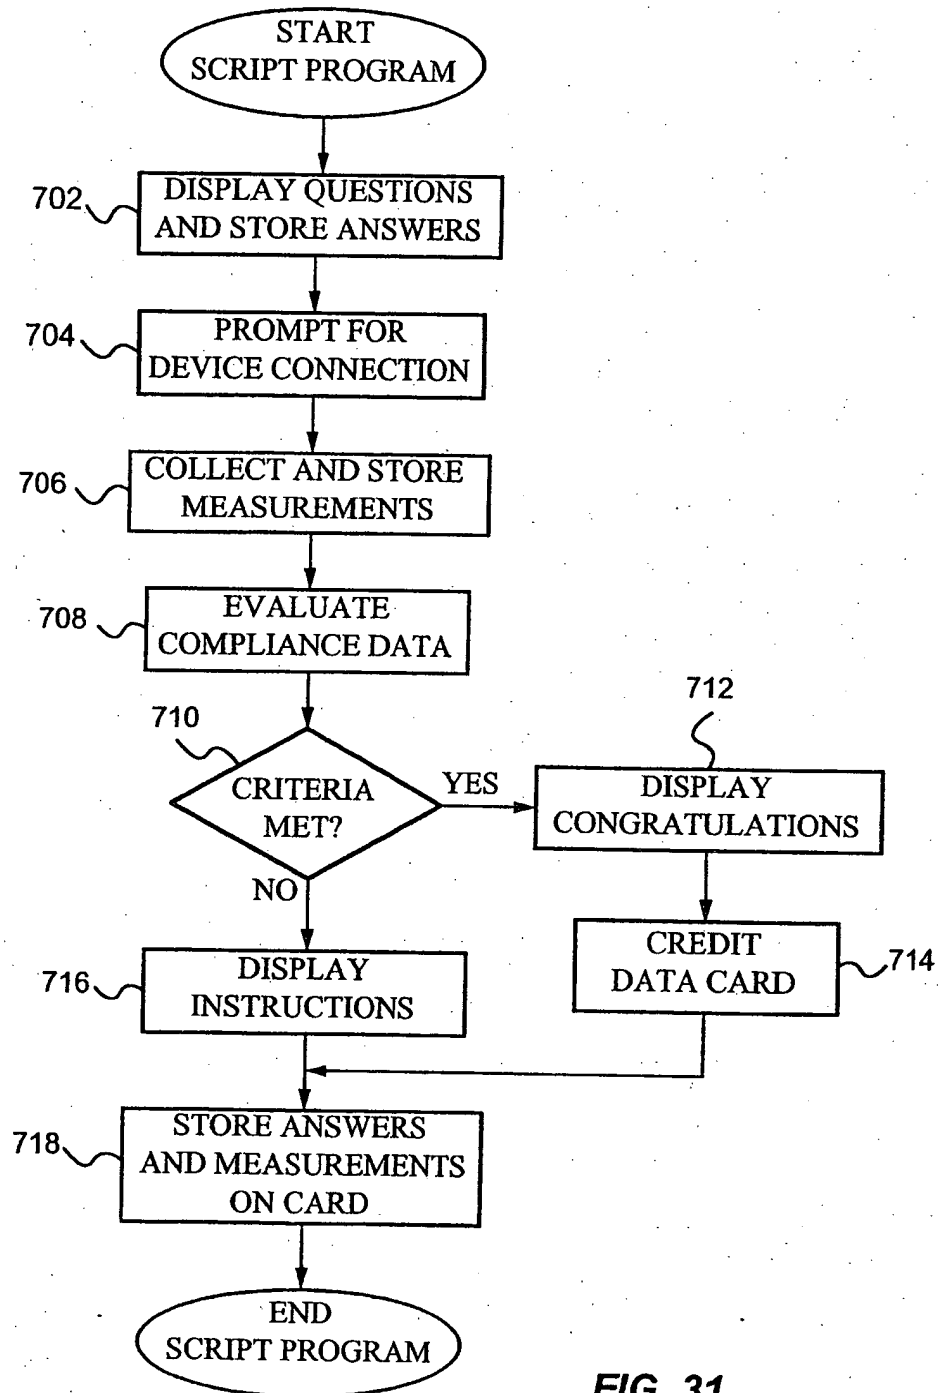 START
SCRIPT PROGRAM
702
DISPLAY QUESTIONS
AND STORE ANSWERS
704
PROMPT FOR
DEVICE CONNECTION
706
COLLECT AND STORE
MEASUREMENTS
708
EVALUATE
COMPLIANCE DATA
710
CRITERIA
MET?
YES
NO
712
DISPLAY
CONGRATULATIONS
CREDIT
DATA CARD
714
716
DISPLAY
INSTRUCTIONS
718
STORE ANSWERS
AND MEASUREMENTS
ON CARD
END
SCRIPT PROGRAM
FIG. 31